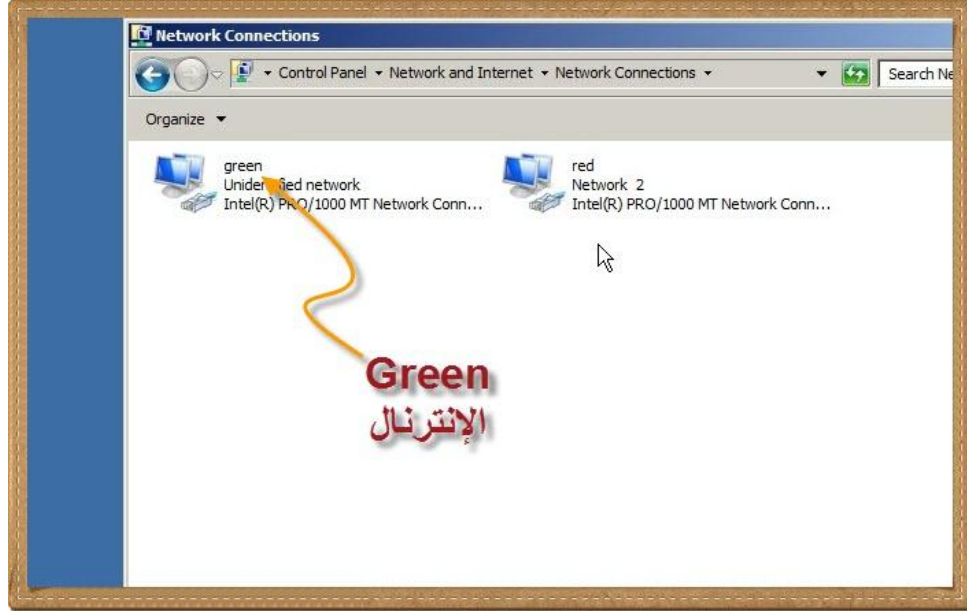 Network Connections
Control Panel Network and Internet Network Connections
Search Ne
Organize
green
Unidentified network
Intel(R) PRO/1000 MT Network Conn...
red
Network 2
Intel(R) PRO/1000 MT Network Conn...
Green
الإنترنال